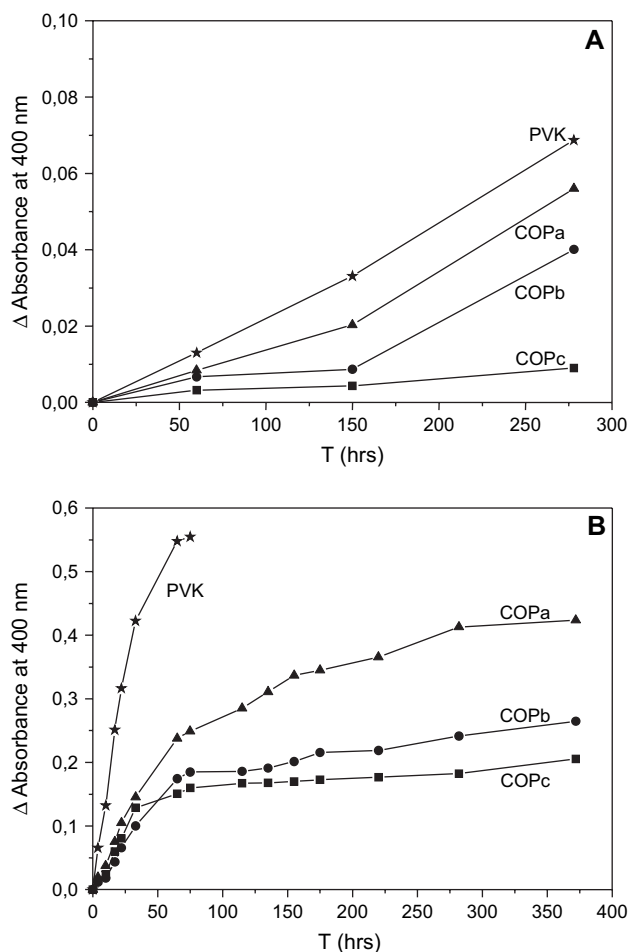 A
0,10
0,08
0,06
0,04
0,02
0,00
Δ Absorbance at 400 nm
PVK
COPa
COPb
COPc
0 50 100 150 200 250 300
T (hrs)
B
0,6
0,5
0,4
0,3
0,2
0,1
0,0
Δ Absorbance at 400 nm
PVK
COPa
COPb
COPc
0 50 100 150 200 250 300 350 400
T (hrs)